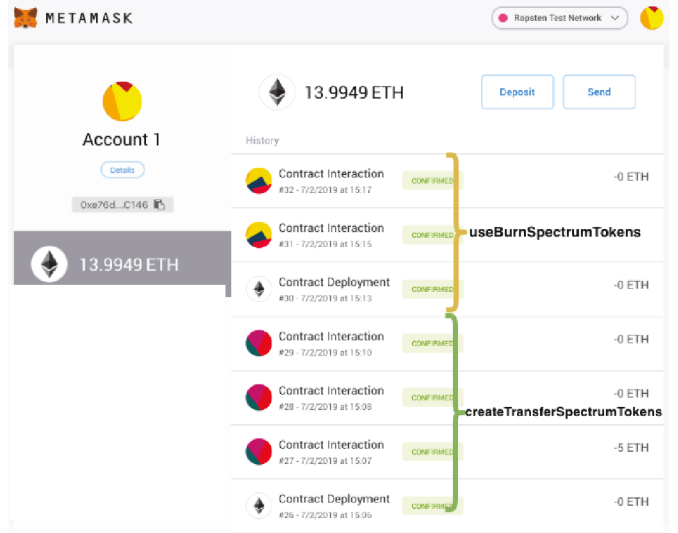 METAMASK
Ropsten Test Network
Account 1
Details
0xe76d...C146
13.9949 ETH
13.9949 ETH
Deposit
Send
History
Contract Interaction
#32 - 7/2/2019 at 15:17
CONFIRMED
-0 ETH
Contract Interaction
#31 - 7/2/2019 at 15:15
CONFIRMED
-0 ETH
useBurnSpectrumTokens
Contract Deployment
#30 - 7/2/2019 at 15:13
CONFIRMED
-0 ETH
Contract Interaction
#29 - 7/2/2019 at 15:10
CONFIRMED
-0 ETH
Contract Interaction
#28 - 7/2/2019 at 15:08
CONFIRMED
-0 ETH
createTransferSpectrumTokens
Contract Interaction
#27 - 7/2/2019 at 15:07
CONFIRMED
-5 ETH
Contract Deployment
#26 - 7/2/2019 at 15:06
CONFIRMED
-0 ETH